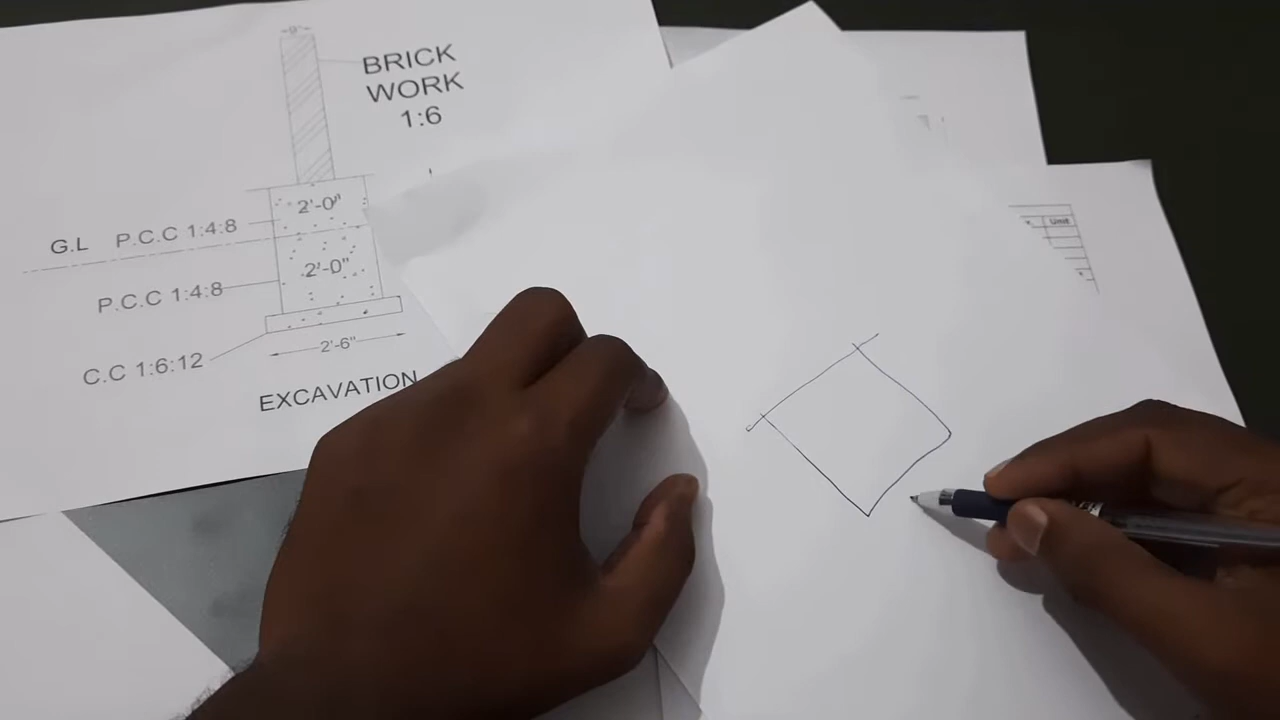 9"
BRICK
WORK
1:6
2'-0"
G.L P.C.C 1:4:8
2'-0"
P.C.C 1:4:8
C.C 1:6:12
2'-6"
EXCAVATION
Unit